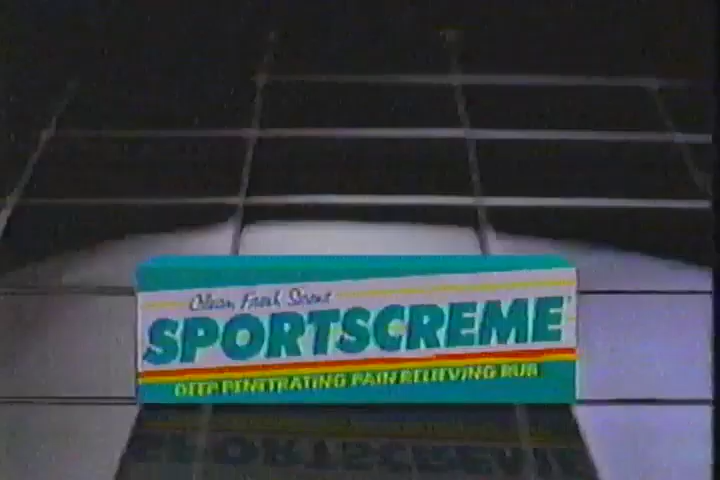 Clean, Fresh Scent
SPORTSCREME
DEEP PENETRATING PAIN RELIEVING RUB